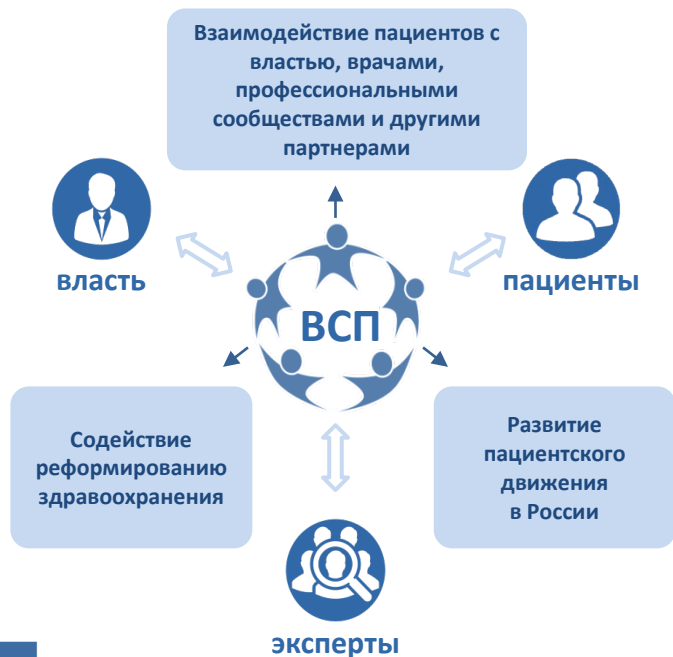 Взаимодействие пациентов с
властью, врачами,
профессиональными
сообществами и другими
партнерами
власть
пациенты
ВСП
Содействие
реформированию
здравоохранения
Развитие
пациентского
движения
в России
эксперты